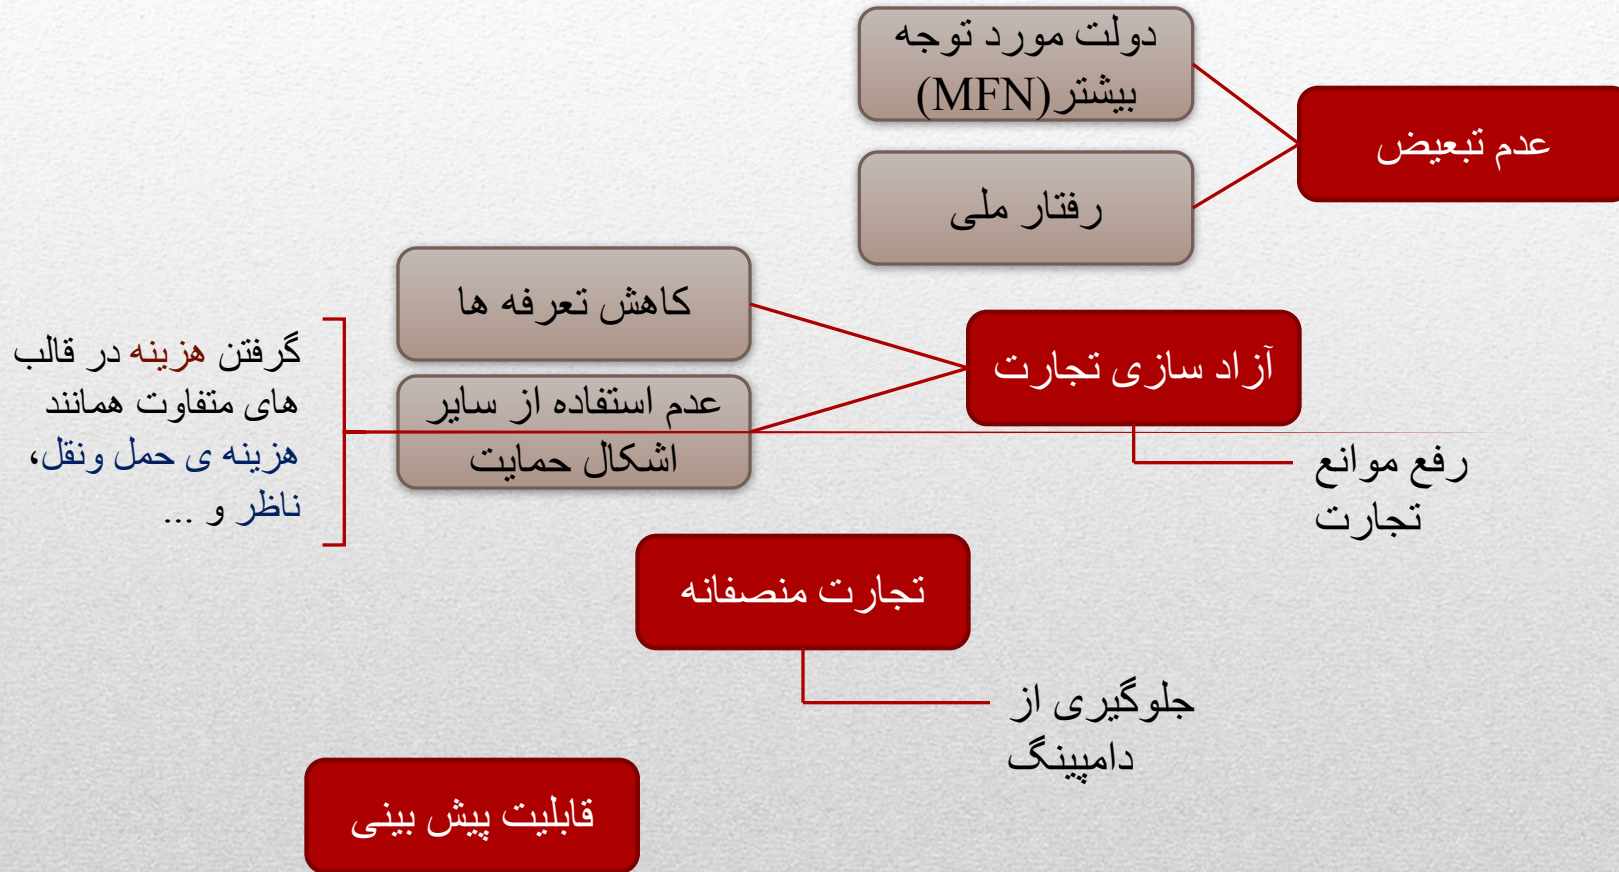 عدم تبعیض
دولت مورد توجه
بیشتر(MFN)
رفتار ملی
آزاد سازی تجارت
رفع موانع
تجارت
کاهش تعرفه ها
عدم استفاده از سایر
اشکال حمایت
گرفتن هزینه در قالب
های متفاوت همانند
هزینه ی حمل ونقل،
ناظر و ...
تجارت منصفانه
جلوگیری از
دامپینگ
قابلیت پیش بینی